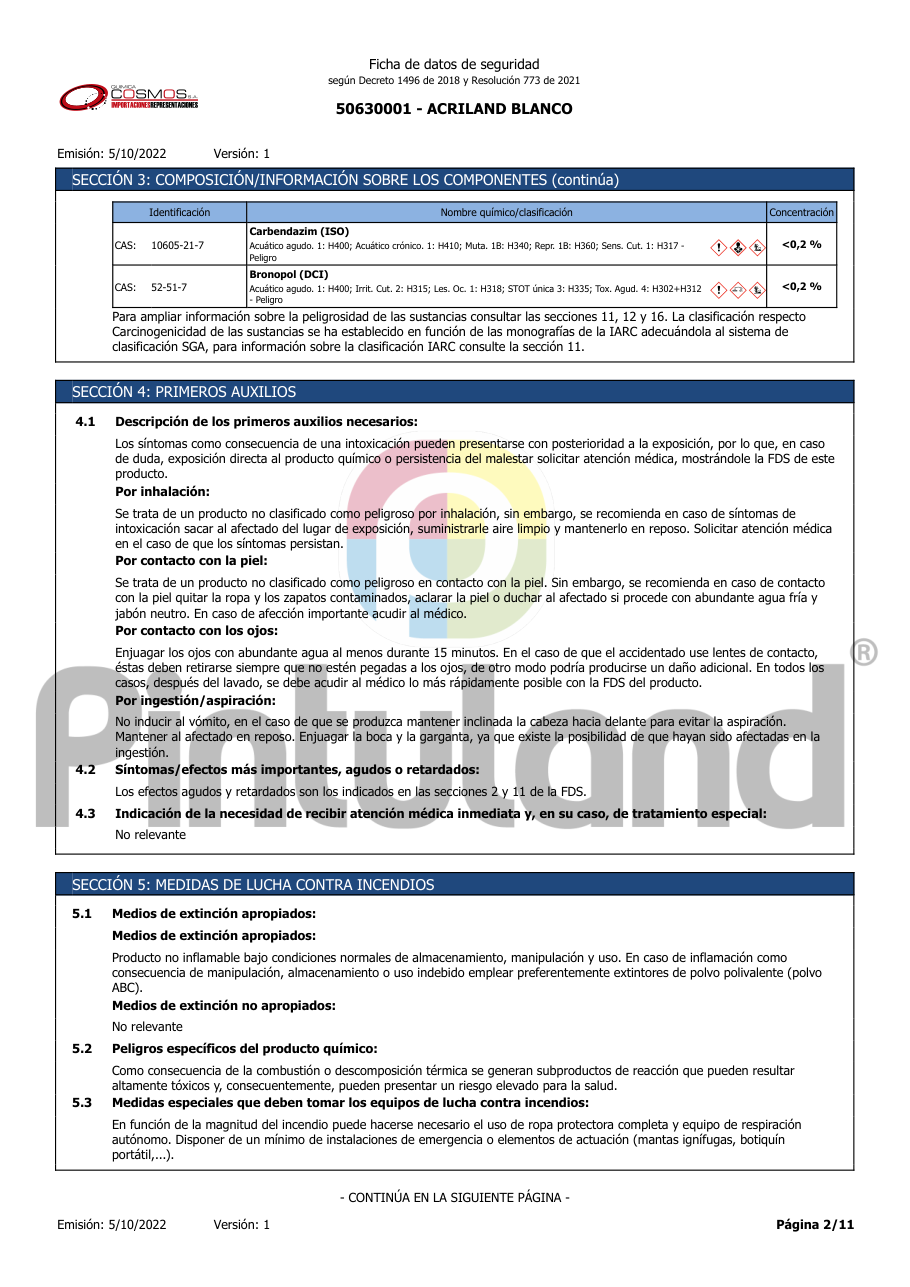 Ficha de datos de seguridad
según Decreto 1496 de 2018 y Resolución 773 de 2021
QUIMICA
COSMOS S.A.
IMPORTACIONES REPRESENTACIONES
50630001 - ACRILAND BLANCO
Emisión: 5/10/2022 Versión: 1
SECCIÓN 3: COMPOSICIÓN/INFORMACIÓN SOBRE LOS COMPONENTES (continúa)
Identificación Nombre químico/clasificación Concentración
Carbendazim (ISO)
CAS: 10605-21-7 Acuático agudo. 1: H400; Acuático crónico. 1: H410; Muta. 1B: H340; Repr. 1B: H360; Sens. Cut. 1: H317 - <0,2 %
Peligro
Bronopol (DCI)
CAS: 52-51-7 Acuático agudo. 1: H400; Irrit. Cut. 2: H315; Les. Oc. 1: H318; STOT única 3: H335; Tox. Agud. 4: H302+H312 <0,2 %
- Peligro
Para ampliar información sobre la peligrosidad de las sustancias consultar las secciones 11, 12 y 16. La clasificación respecto
Carcinogenicidad de las sustancias se ha establecido en función de las monografías de la IARC adecuándola al sistema de
clasificación SGA, para información sobre la clasificación IARC consulte la sección 11.
SECCIÓN 4: PRIMEROS AUXILIOS
4.1 Descripción de los primeros auxilios necesarios:
Los síntomas como consecuencia de una intoxicación pueden presentarse con posterioridad a la exposición, por lo que, en caso
de duda, exposición directa al producto químico o persistencia del malestar solicitar atención médica, mostrándole la FDS de este
producto.
Por inhalación:
Se trata de un producto no clasificado como peligroso por inhalación, sin embargo, se recomienda en caso de síntomas de
intoxicación sacar al afectado del lugar de exposición, suministrarle aire limpio y mantenerlo en reposo. Solicitar atención médica
en el caso de que los síntomas persistan.
Por contacto con la piel:
Se trata de un producto no clasificado como peligroso en contacto con la piel. Sin embargo, se recomienda en caso de contacto
con la piel quitar la ropa y los zapatos contaminados, aclarar la piel o duchar al afectado si procede con abundante agua fría y
jabón neutro. En caso de afección importante acudir al médico.
Por contacto con los ojos:
Enjuagar los ojos con abundante agua al menos durante 15 minutos. En el caso de que el accidentado use lentes de contacto,
éstas deben retirarse siempre que no estén pegadas a los ojos, de otro modo podría producirse un daño adicional. En todos los
casos, después del lavado, se debe acudir al médico lo más rápidamente posible con la FDS del producto.
Por ingestión/aspiración:
No inducir al vómito, en el caso de que se produzca mantener inclinada la cabeza hacia delante para evitar la aspiración.
Mantener al afectado en reposo. Enjuagar la boca y la garganta, ya que existe la posibilidad de que hayan sido afectadas en la
ingestión.
4.2 Síntomas/efectos más importantes, agudos o retardados:
Los efectos agudos y retardados son los indicados en las secciones 2 y 11 de la FDS.
4.3 Indicación de la necesidad de recibir atención médica inmediata y, en su caso, de tratamiento especial:
No relevante
Pintuland®
SECCIÓN 5: MEDIDAS DE LUCHA CONTRA INCENDIOS
5.1 Medios de extinción apropiados:
Medios de extinción apropiados:
Producto no inflamable bajo condiciones normales de almacenamiento, manipulación y uso. En caso de inflamación como
consecuencia de manipulación, almacenamiento o uso indebido emplear preferentemente extintores de polvo polivalente (polvo
ABC).
Medios de extinción no apropiados:
No relevante
5.2 Peligros específicos del producto químico:
Como consecuencia de la combustión o descomposición térmica se generan subproductos de reacción que pueden resultar
altamente tóxicos y, consecuentemente, pueden presentar un riesgo elevado para la salud.
5.3 Medidas especiales que deben tomar los equipos de lucha contra incendios:
En función de la magnitud del incendio puede hacerse necesario el uso de ropa protectora completa y equipo de respiración
autónomo. Disponer de un mínimo de instalaciones de emergencia o elementos de actuación (mantas ignífugas, botiquín
portátil,...).
- CONTINÚA EN LA SIGUIENTE PÁGINA -
Emisión: 5/10/2022 Versión: 1 Página 2/11